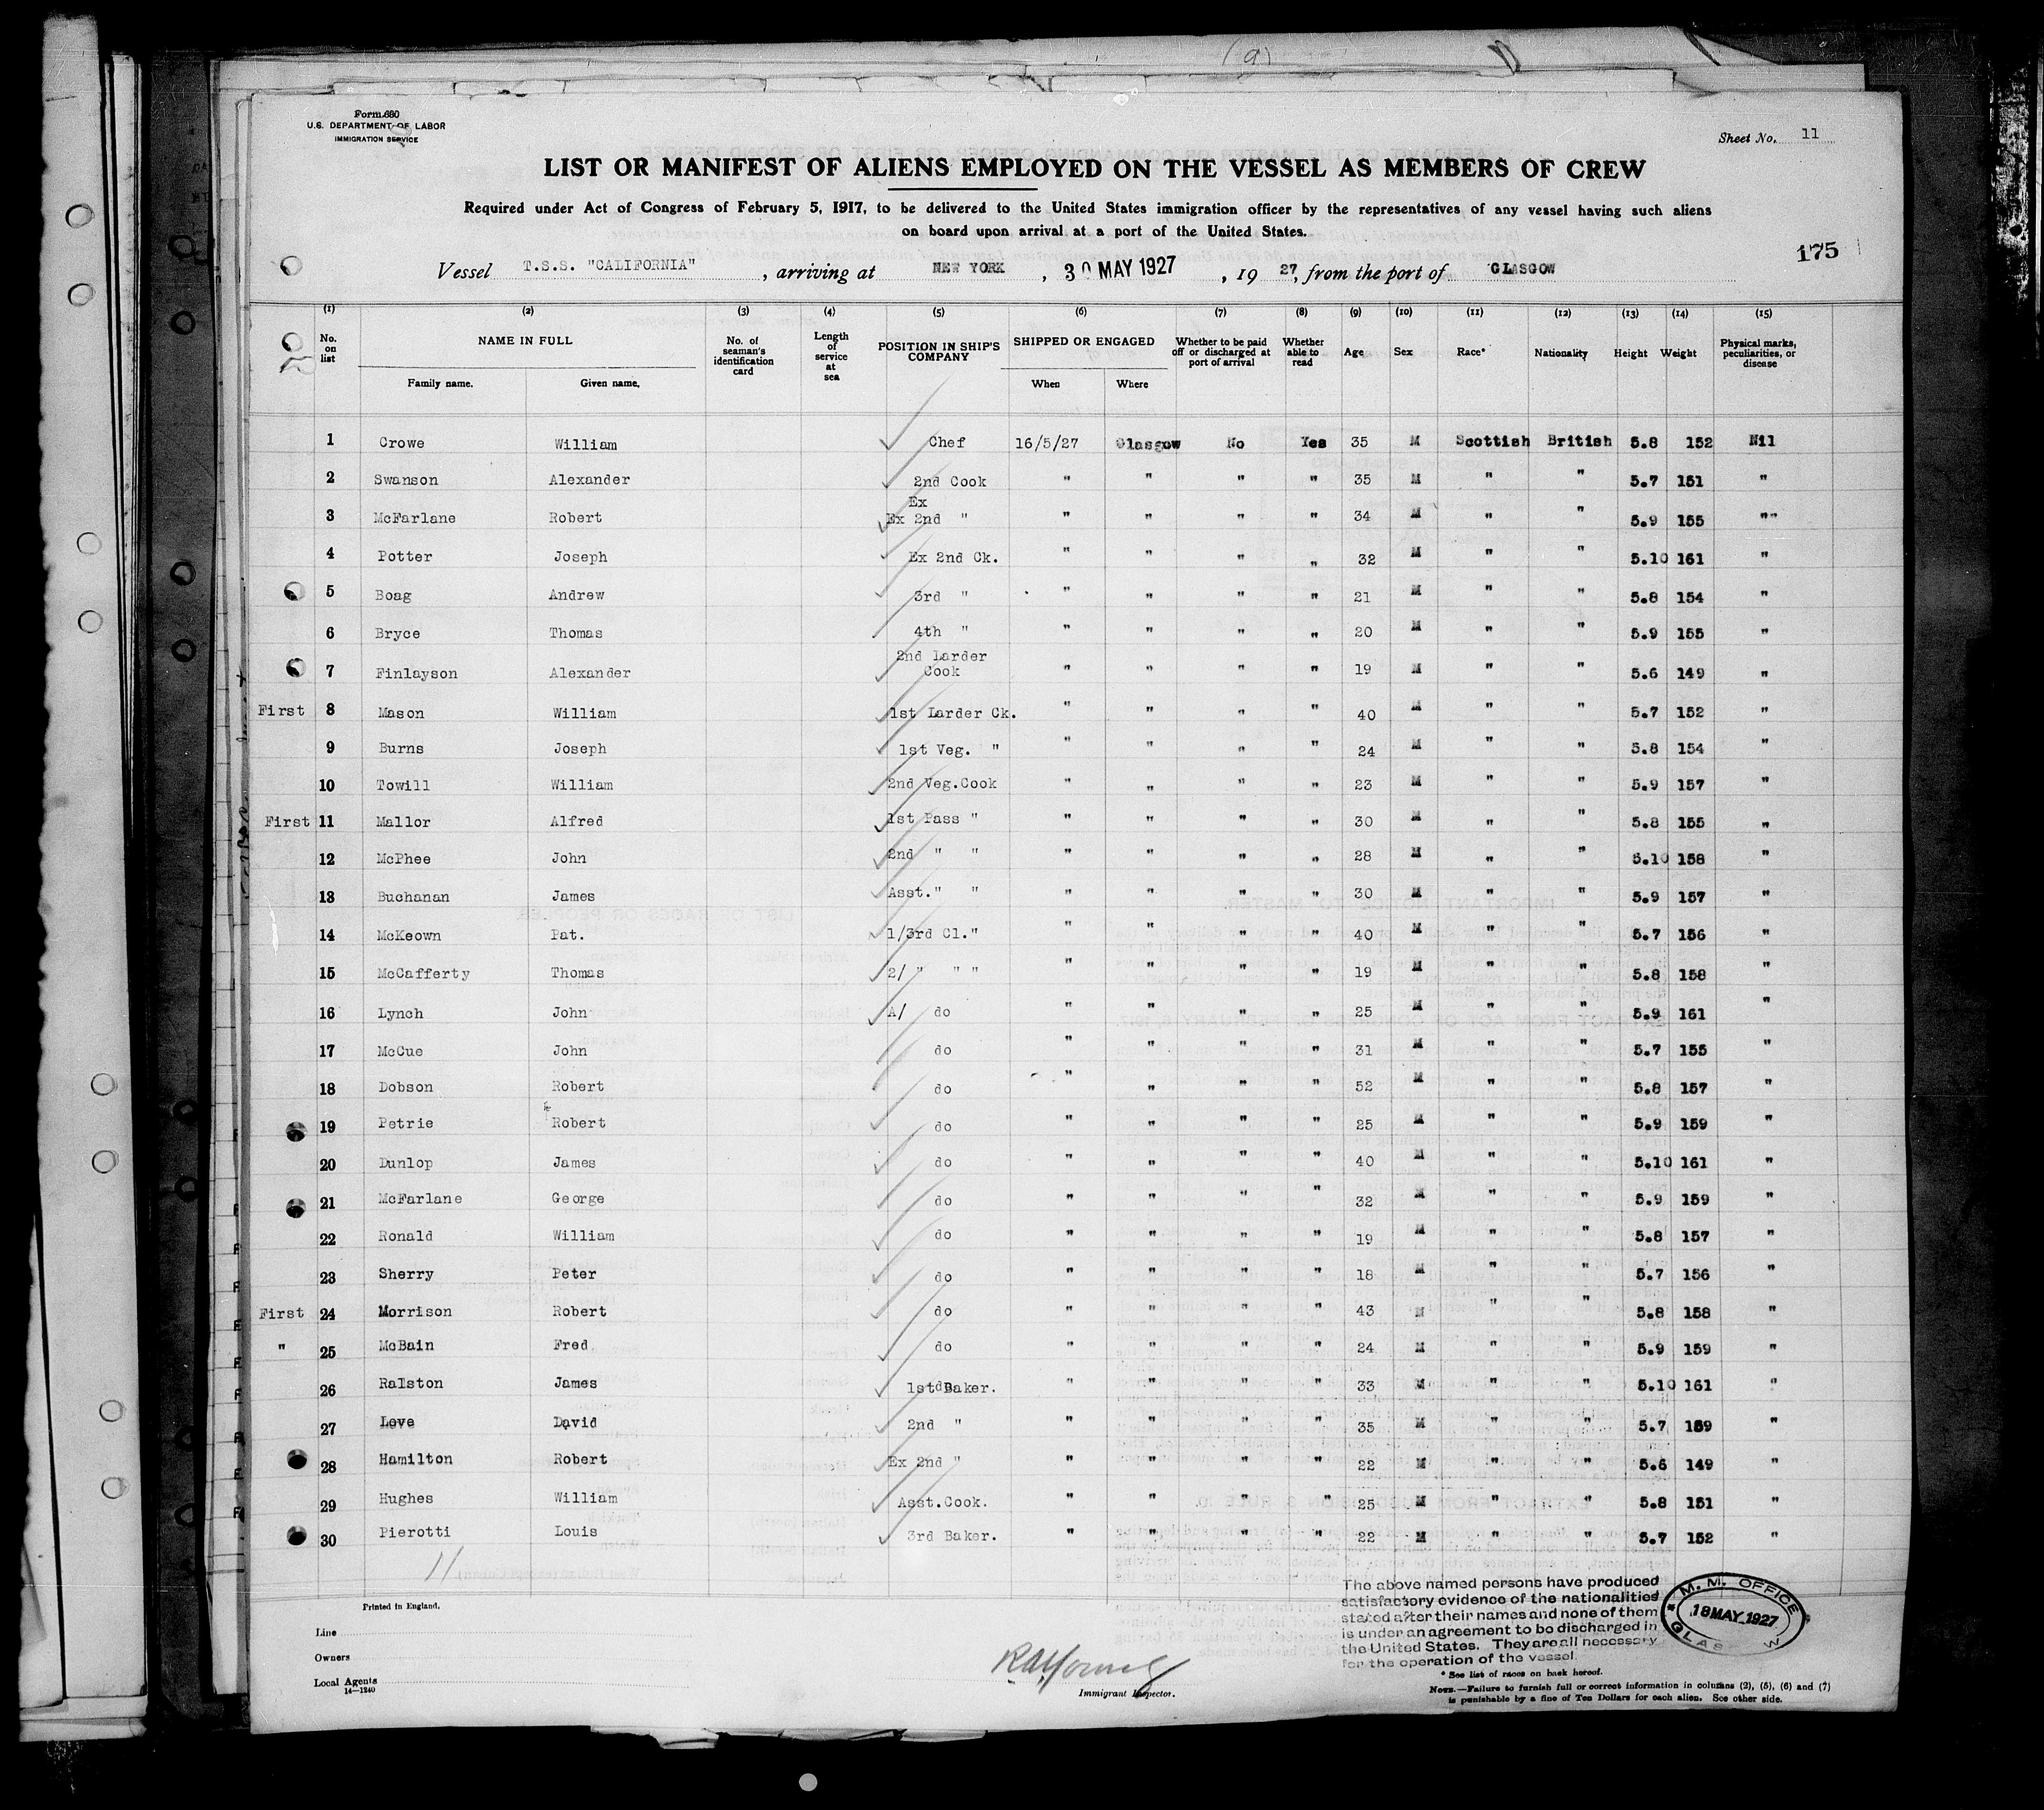 (9)
Form 680
U.S. DEPARTMENT OF LABOR
IMMIGRATION SERVICE
Sheet No. 11
LIST OR MANIFEST OF ALIENS EMPLOYED ON THE VESSEL AS MEMBERS OF CREW
Required under Act of Congress of February 5, 1917, to be delivered to the United States immigration officer by the representatives of any vessel having such aliens
on board upon arrival at a port of the United States.
175
Vessel T.S.S. "CALIFORNIA", arriving at NEW YORK, 30 MAY 1927, 1927, from the port of GLASGOW
(1) (2) (3) (4) (5) (6) (7) (8) (9) (10) (11) (12) (13) (14) (15)
No. on list NAME IN FULL Family name. Given name. No. of seaman's identification card Length of service at sea POSITION IN SHIP'S COMPANY SHIPPED OR ENGAGED When Where Whether to be paid off or discharged at port of arrival Whether able to read Age Sex Race* Nationality Height Weight Physical marks, peculiarities, or disease
1 Crowe William Chef 16/5/27 Glasgow No Yes 35 M Scottish British 5.8 152 Nil
2 Swanson Alexander 2nd Cook " " " " 35 M " " 5.7 151 "
Ex
3 McFarlane Robert Ex 2nd " " " " " 34 M " " 5.9 155 ""
4 Potter Joseph Ex 2nd Ck. " " " " 32 M " " 5.10 161 "
5 Boag Andrew 3rd " " " " " 21 M " " 5.8 154 "
6 Bryce Thomas 4th " " " " " 20 M " " 5.9 155 "
7 Finlayson Alexander 2nd Larder Cook " " " " 19 M " " 5.6 149 "
First 8 Mason William 1st Larder Ck. " " " " 40 M " " 5.7 152 "
9 Burns Joseph 1st Veg. " " " " " 24 M " " 5.8 154 "
10 Towill William 2nd Veg.Cook " " " " 23 M " " 5.9 157 "
First 11 Mallor Alfred 1st Pass " " " " " 30 M " " 5.8 155 "
12 McPhee John 2nd " " " " " " 28 M " " 5.10 158 "
13 Buchanan James Asst." " " " " " 30 M " " 5.9 157 "
14 McKeown Pat. 1/3rd Cl." " " " " 40 M " " 5.7 156 "
15 McCafferty Thomas 2/ " " " " " " " 19 M " " 5.8 158 "
16 Lynch John A/ do " " " " 25 M " " 5.9 161 "
17 McCue John do " " " " 31 M " " 5.7 155 "
18 Dobson Robert do " " " " 52 M " " 5.8 157 "
19 Petrie Robert do " " " " 25 M " " 5.9 159 "
20 Dunlop James do " " " " 40 M " " 5.10 161 "
21 McFarlane George do " " " " 32 M " " 5.9 159 "
22 Ronald William do " " " " 19 M " " 5.8 157 "
23 Sherry Peter do " " " " 18 M " " 5.7 156 "
First 24 Morrison Robert do " " " " 43 M " " 5.8 158 "
" 25 McBain Fred do " " " " 24 M " " 5.9 159 "
26 Ralston James 1st Baker. " " " " 33 M " " 5.10 161 "
27 Love David 2nd " " " " " 35 M " " 5.7 159 "
28 Hamilton Robert Ex 2nd " " " " " 22 M " " 5.6 149 "
29 Hughes William Asst.Cook. " " " " 25 M " " 5.8 151 "
30 Pierotti Louis 3rd Baker. " " " " 22 M " " 5.7 152 "
11
Printed in England.
Line
Owners
Local Agents
14—1240
Immigrant Inspector.
The above named persons have produced
satisfactory evidence of the nationalities
stated after their names and none of them
is under an agreement to be discharged in
the United States. They are all necessary
for the operation of the vessel.
M. M. OFFICE
18 MAY 1927
GLASGOW
* See list of races on back hereof.
NOTE.—Failure to furnish full or correct information in columns (2), (5), (6) and (7)
is punishable by a fine of Ten Dollars for each alien. See other side.